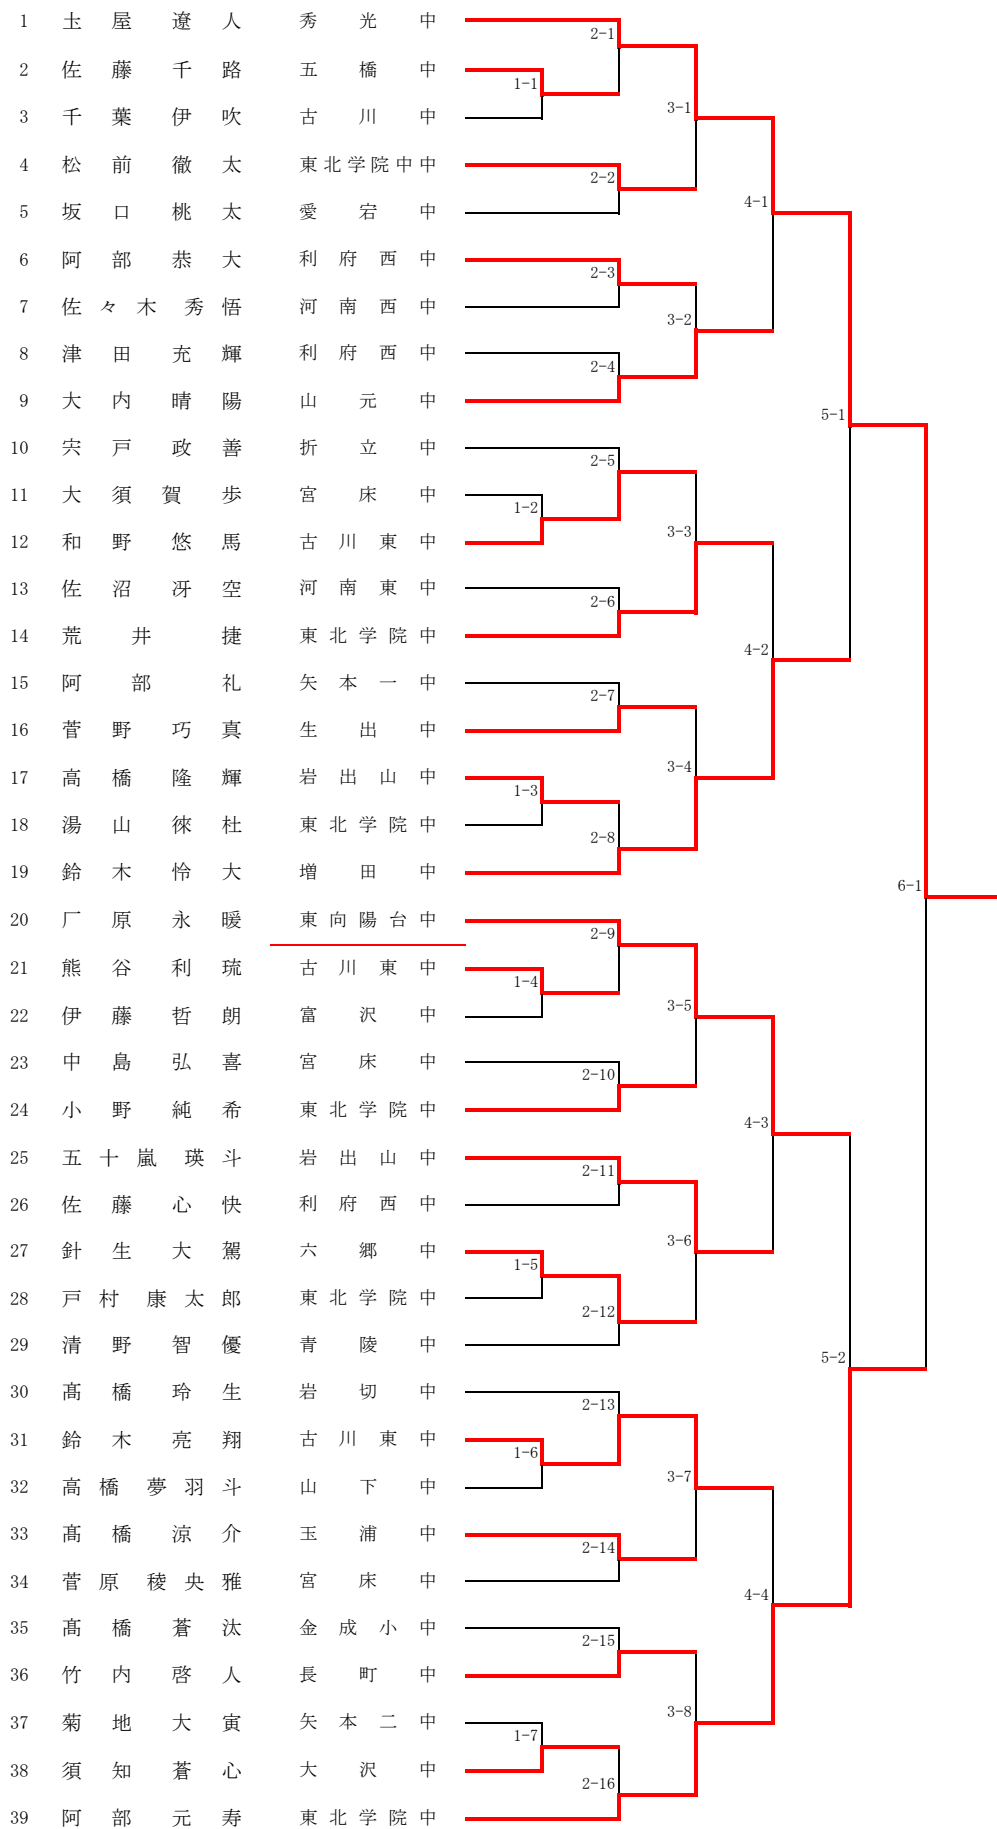 1 土屋遼人 秀光中
2-1
2 佐藤千路 五橋中
1-1
3 千葉伊吹 古川中
3-1
4 松前徹太 東北学院中中
2-2
4-1
5 坂口桃太 愛宕中
6 阿部恭大 利府西中
2-3
7 佐々木秀悟 河南西中
3-2
8 津田充輝 利府西中
2-4
9 大内晴陽 山元中
5-1
10 宍戸政善 折立中
2-5
11 大須賀歩 宮床中
1-2
3-3
12 和野悠馬 古川東中
13 佐沼冴空 河南東中
2-6
14 荒井捷 東北学院中
4-2
15 阿部礼 矢本一中
2-7
16 菅野巧真 生出中
3-4
17 高橋隆輝 岩出山中
1-3
18 湯山徠杜 東北学院中
2-8
19 鈴木怜大 増田中
6-1
20 厂原永暖 東向陽台中
2-9
21 熊谷利琉 古川東中
1-4
3-5
22 伊藤哲朗 富沢中
23 中島弘喜 宮床中
2-10
24 小野純希 東北学院中
4-3
25 五十嵐瑛斗 岩出山中
2-11
26 佐藤心快 利府西中
3-6
27 針生大駕 六郷中
1-5
28 戸村康太郎 東北学院中
2-12
29 清野智優 青陵中
5-2
30 髙橋玲生 岩切中
2-13
31 鈴木亮翔 古川東中
1-6
3-7
32 高橋夢羽斗 山下中
33 髙橋涼介 玉浦中
2-14
34 菅原稜央雅 宮床中
4-4
35 髙橋蒼汰 金成小中
2-15
36 竹内啓人 長町中
3-8
37 菊地大寅 矢本二中
1-7
38 須知蒼心 大沢中
2-16
39 阿部元寿 東北学院中